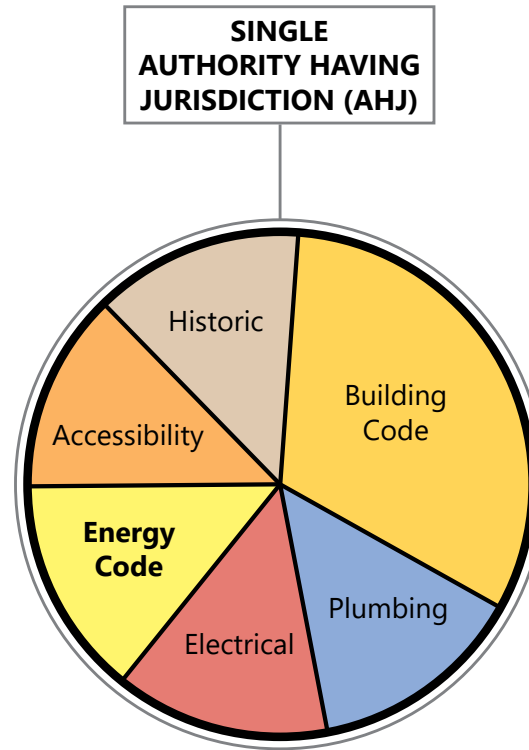 SINGLE
AUTHORITY HAVING
JURISDICTION (AHJ)
Historic
Building
Code
Accessibility
Energy
Code
Plumbing
Electrical